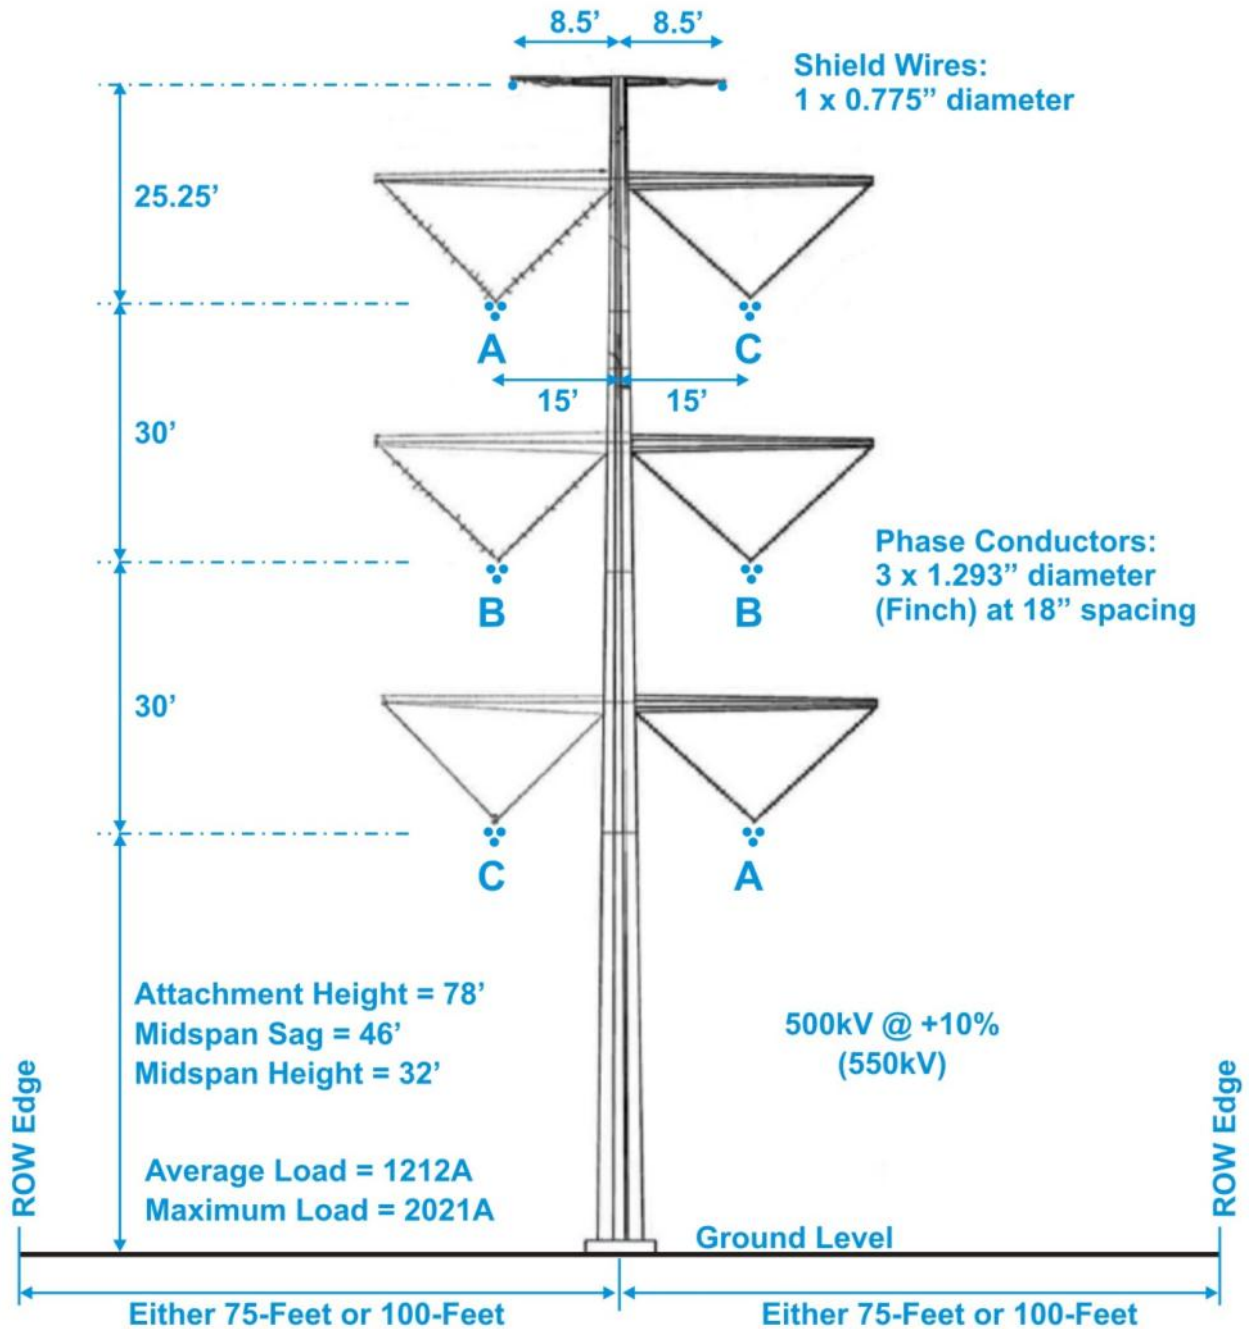 8.5’ 8.5’
Shield Wires:
1 x 0.775” diameter
25.25’
A C
15’ 15’
30’
Phase Conductors:
3 x 1.293” diameter
(Finch) at 18” spacing
B B
30’
C A
Attachment Height = 78’
Midspan Sag = 46’
Midspan Height = 32’
500kV @ +10%
(550kV)
ROW Edge
ROW Edge
Average Load = 1212A
Maximum Load = 2021A
Ground Level
Either 75-Feet or 100-Feet Either 75-Feet or 100-Feet